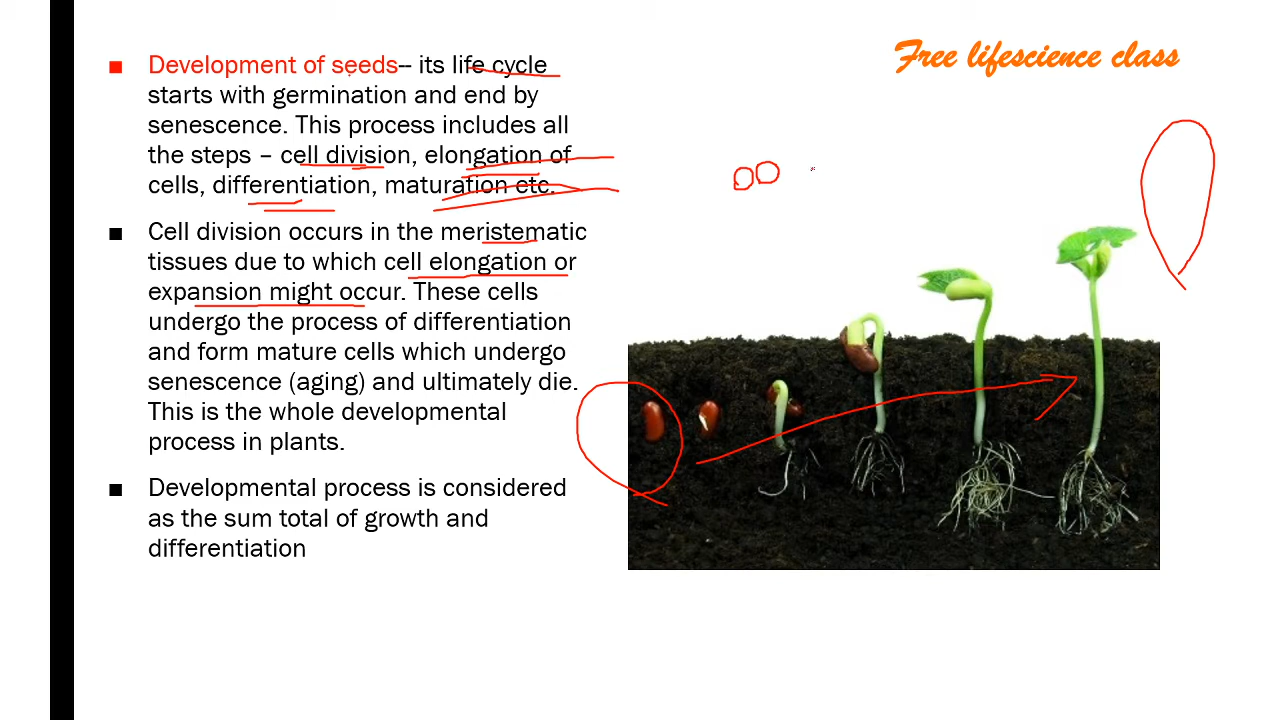 Free lifescience class
Development of seeds-- its life cycle
starts with germination and end by
senescence. This process includes all
the steps – cell division, elongation of
cells, differentiation, maturation etc.
Cell division occurs in the meristematic
tissues due to which cell elongation or
expansion might occur. These cells
undergo the process of differentiation
and form mature cells which undergo
senescence (aging) and ultimately die.
This is the whole developmental
process in plants.
Developmental process is considered
as the sum total of growth and
differentiation